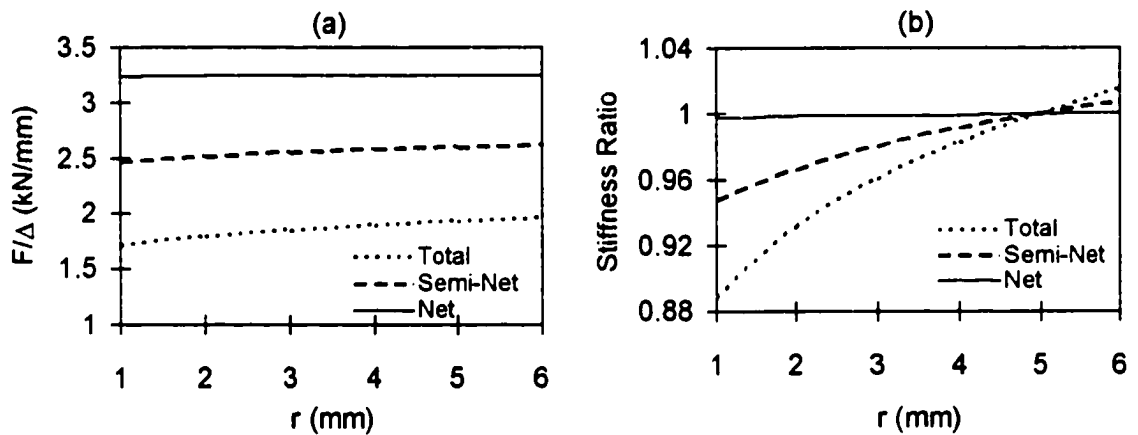 (a)
F/Δ (kN/mm)
3.5
3
2.5
2
1.5
1
Total
Semi-Net
Net
1 2 3 4 5 6
r (mm)
(b)
Stiffness Ratio
1.04
1
0.96
0.92
0.88
Total
Semi-Net
Net
1 2 3 4 5 6
r (mm)